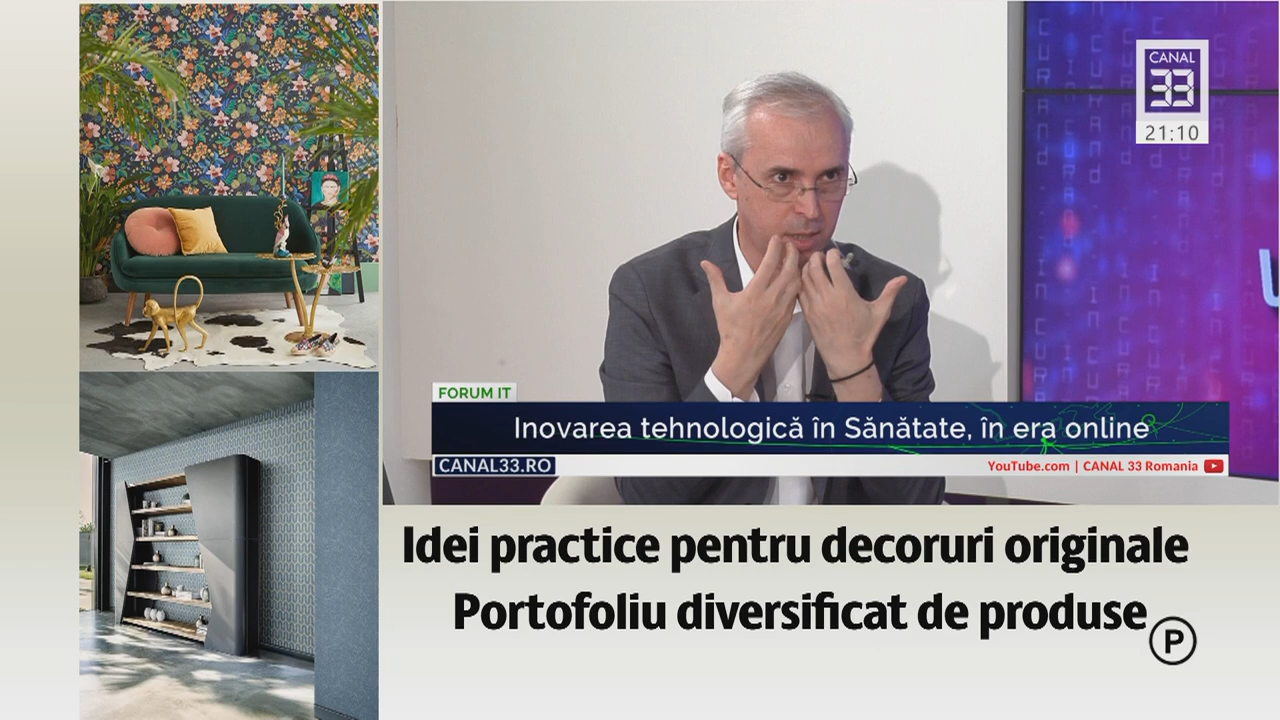 CANAL
33
21:10
FORUM IT
Inovarea tehnologică în Sănătate, în era online
CANAL33.RO
YouTube.com | CANAL 33 Romania
Idei practice pentru decoruri originale
Portofoliu diversificat de produse
P